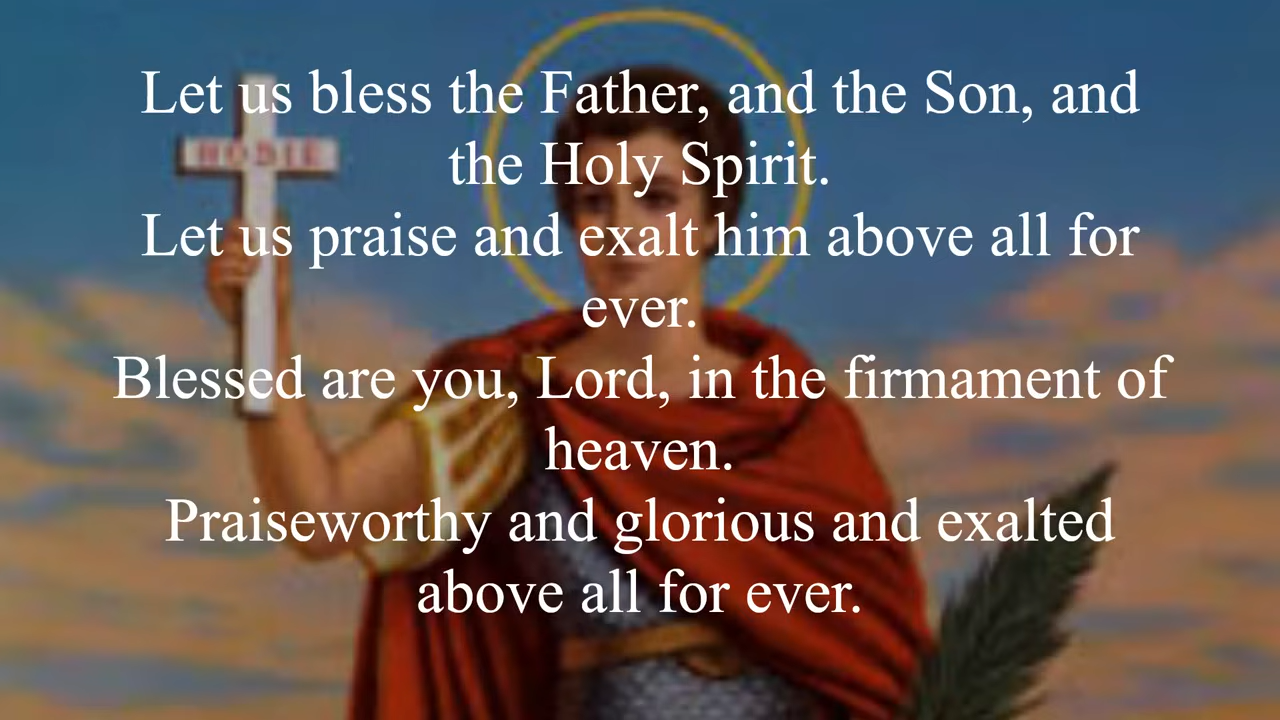 HODIE
Let us bless the Father, and the Son, and
the Holy Spirit.
Let us praise and exalt him above all for
ever.
Blessed are you, Lord, in the firmament of
heaven.
Praiseworthy and glorious and exalted
above all for ever.